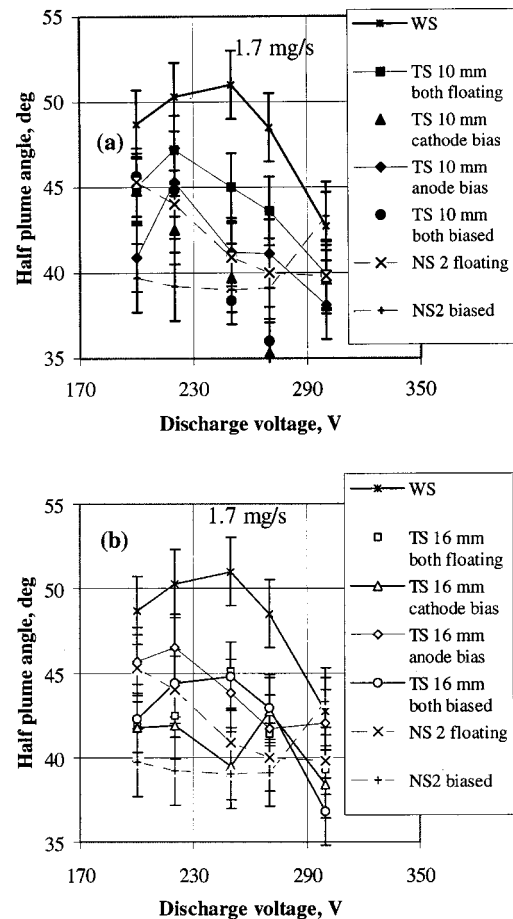 55
50
45
40
35
Half plume angle, deg
(a)
1.7 mg/s
170
230
290
350
Discharge voltage, V
WS
TS 10 mm
both floating
TS 10 mm
cathode bias
TS 10 mm
anode bias
TS 10 mm
both biased
NS 2 floating
NS2 biased
55
50
45
40
35
Half plume angle, deg
(b)
1.7 mg/s
170
230
290
350
Discharge voltage, V
WS
TS 16 mm
both floating
TS 16 mm
cathode bias
TS 16 mm
anode bias
TS 16 mm
both biased
NS 2 floating
NS2 biased